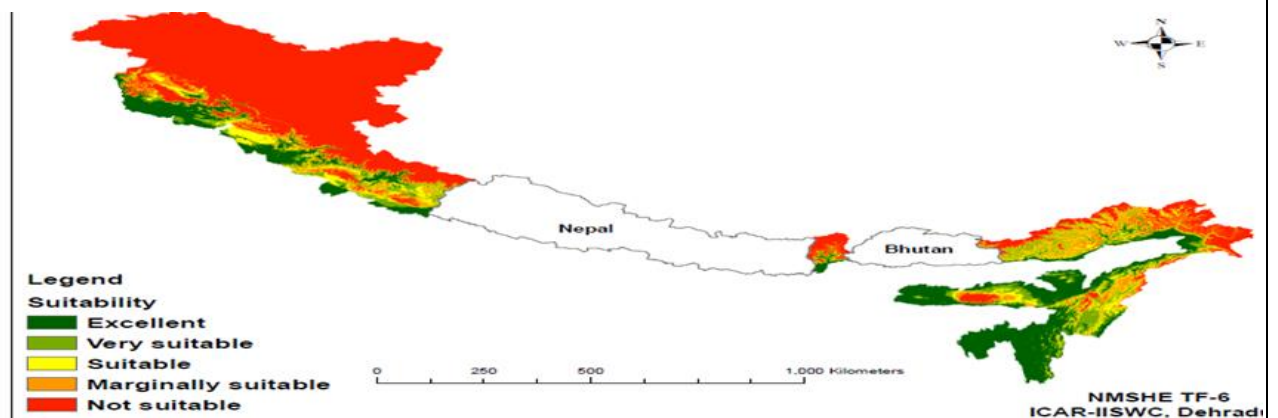 N
W E
S
Nepal
Bhutan
Legend
Suitability
Excellent
Very suitable
Suitable
Marginally suitable
Not suitable
0 250 500 1,000 Kilometers
NMSHE TF-6
ICAR-IISWC, Dehrad